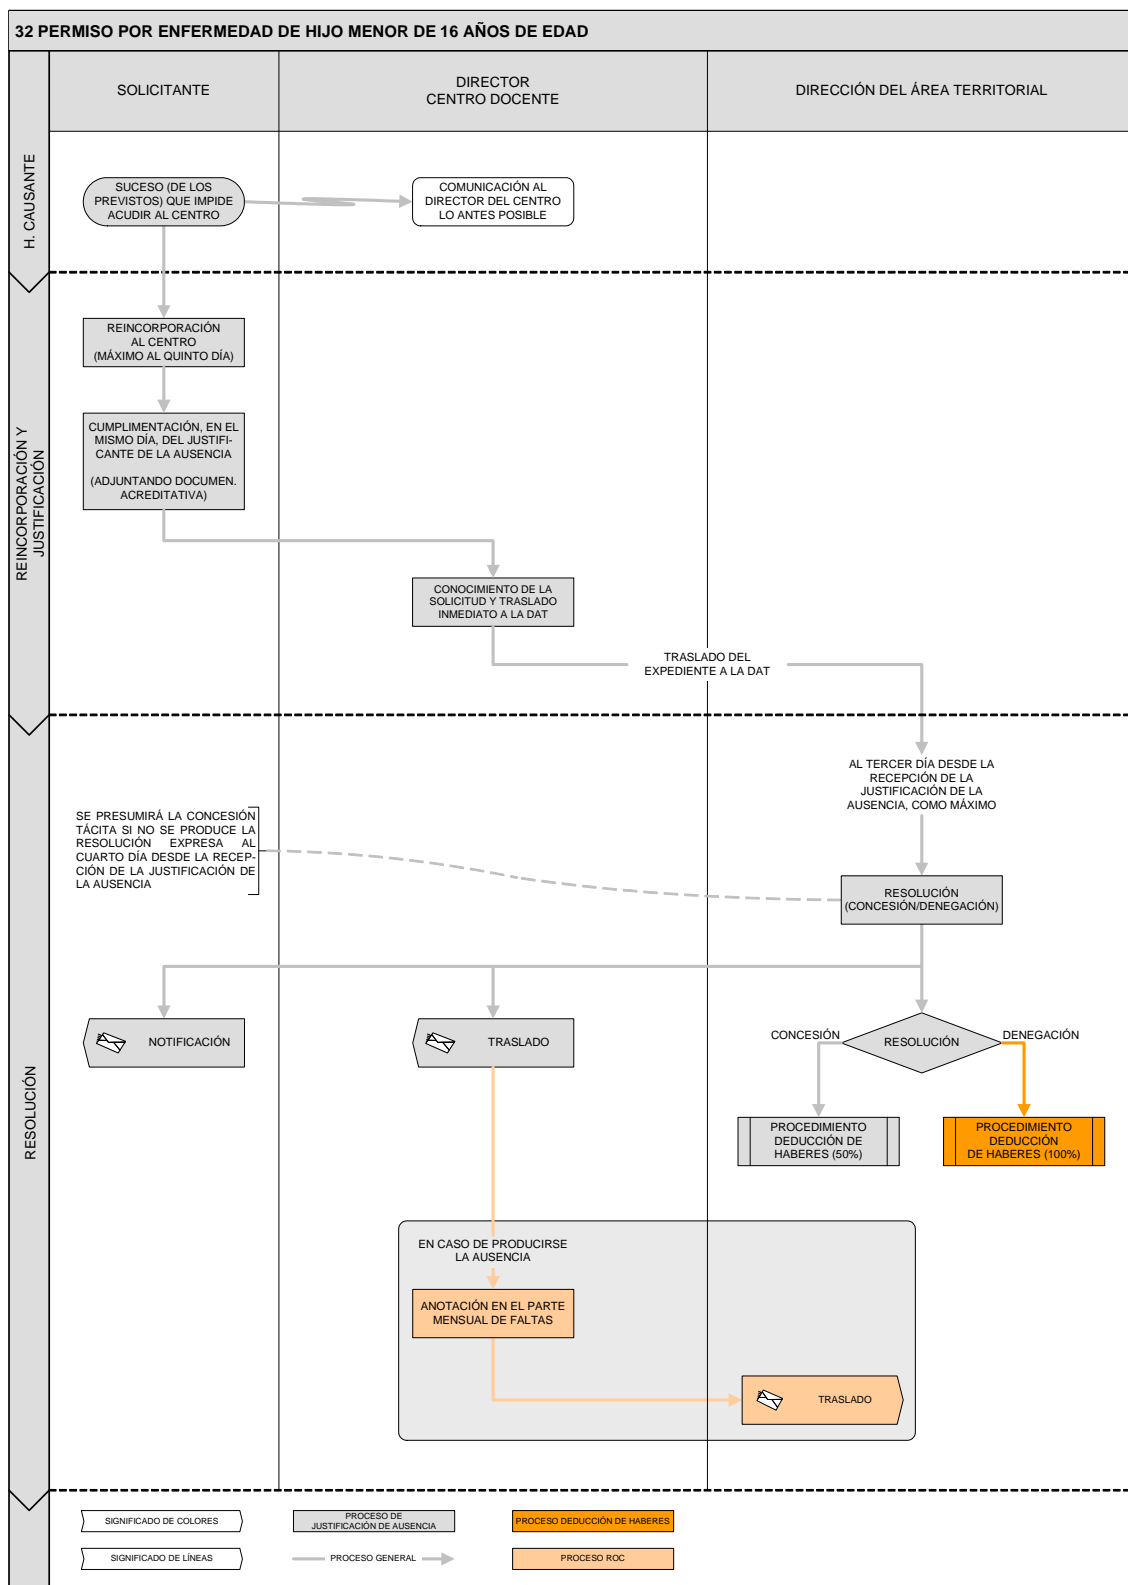 32 PERMISO POR ENFERMEDAD DE HIJO MENOR DE 16 AÑOS DE EDAD
SOLICITANTE
DIRECTOR
CENTRO DOCENTE
DIRECCIÓN DEL ÁREA TERRITORIAL
H. CAUSANTE
SUCESO (DE LOS
PREVISTOS) QUE IMPIDE
ACUDIR AL CENTRO
COMUNICACIÓN AL
DIRECTOR DEL CENTRO
LO ANTES POSIBLE
REINCORPORACIÓN Y
JUSTIFICACIÓN
REINCORPORACIÓN
AL CENTRO
(MÁXIMO AL QUINTO DÍA)
CUMPLIMENTACIÓN, EN EL
MISMO DÍA, DEL JUSTIFI-
CANTE DE LA AUSENCIA
(ADJUNTANDO DOCUMEN.
ACREDITATIVA)
CONOCIMIENTO DE LA
SOLICITUD Y TRASLADO
INMEDIATO A LA DAT
TRASLADO DEL
EXPEDIENTE A LA DAT
RESOLUCIÓN
AL TERCER DÍA DESDE LA
RECEPCIÓN DE LA
JUSTIFICACIÓN DE LA
AUSENCIA, COMO MÁXIMO
SE PRESUMIRÁ LA CONCESIÓN
TÁCITA SI NO SE PRODUCE LA
RESOLUCIÓN EXPRESA AL
CUARTO DÍA DESDE LA RECEP-
CIÓN DE LA JUSTIFICACIÓN DE
LA AUSENCIA
RESOLUCIÓN
(CONCESIÓN/DENEGACIÓN)
NOTIFICACIÓN
TRASLADO
CONCESIÓN
RESOLUCIÓN
DENEGACIÓN
PROCEDIMIENTO
DEDUCCIÓN DE
HABERES (50%)
PROCEDIMIENTO
DEDUCCIÓN
DE HABERES (100%)
EN CASO DE PRODUCIRSE
LA AUSENCIA
ANOTACIÓN EN EL PARTE
MENSUAL DE FALTAS
TRASLADO
SIGNIFICADO DE COLORES
PROCESO DE
JUSTIFICACIÓN DE AUSENCIA
PROCESO DEDUCCIÓN DE HABERES
SIGNIFICADO DE LÍNEAS
PROCESO GENERAL
PROCESO ROC